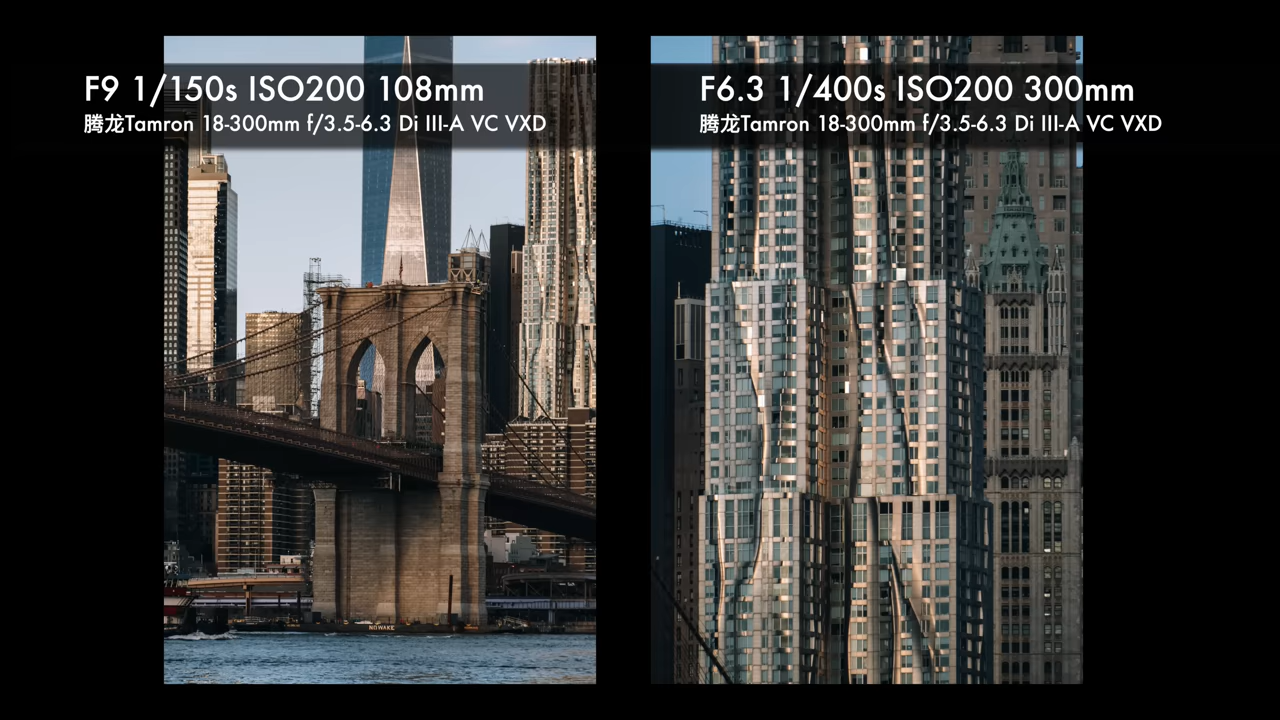 F9 1/150s ISO200 108mm
腾龙Tamron 18-300mm f/3.5-6.3 Di III-A VC VXD
F6.3 1/400s ISO200 300mm
腾龙Tamron 18-300mm f/3.5-6.3 Di III-A VC VXD
NO WAKE